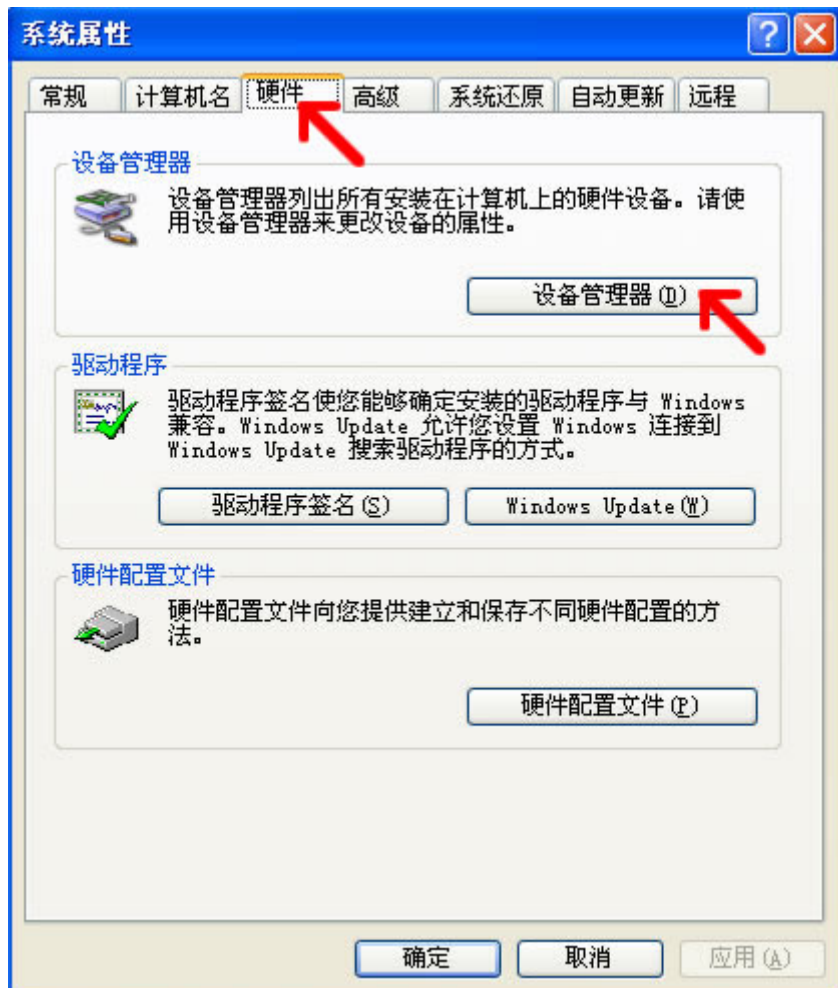 系统属性
常规 计算机名 硬件 高级 系统还原 自动更新 远程
设备管理器
设备管理器列出所有安装在计算机上的硬件设备。请使
用设备管理器来更改设备的属性。
设备管理器(D)
驱动程序
驱动程序签名使您能够确定安装的驱动程序与 Windows
兼容。Windows Update 允许您设置 Windows 连接到
Windows Update 搜索驱动程序的方式。
驱动程序签名(S) Windows Update(W)
硬件配置文件
硬件配置文件向您提供建立和保存不同硬件配置的方
法。
硬件配置文件(P)
确定 取消 应用(A)